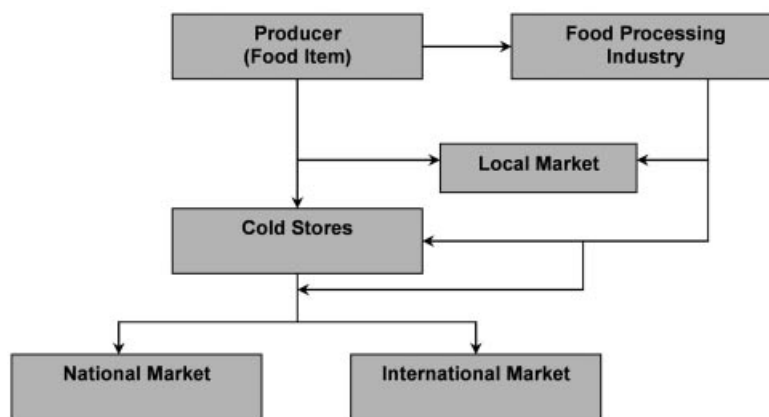 Producer
(Food Item)
Food Processing
Industry
Local Market
Cold Stores
National Market
International Market